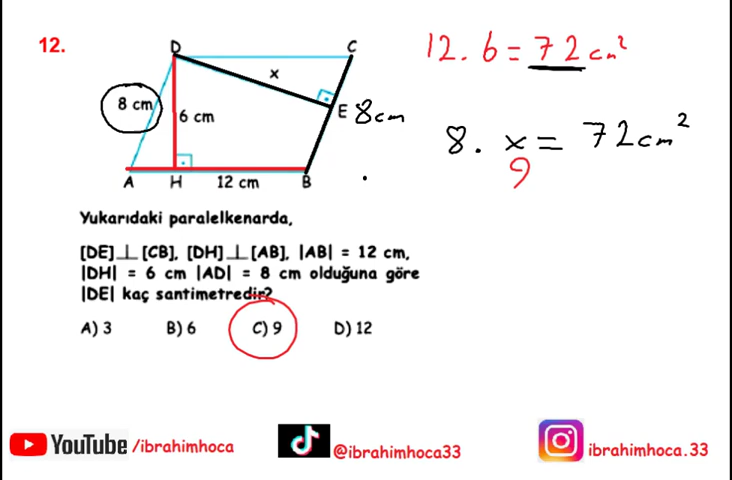 12.
D
C
12. 6 = 72 cm²
x
8 cm
6 cm
E 8cm
8. x = 72 cm²
9
A H 12 cm B
Yukarıdaki paralelkenarda,
[DE]⊥[CB], [DH]⊥[AB], |AB| = 12 cm,
|DH| = 6 cm |AD| = 8 cm olduğuna göre
|DE| kaç santimetredir?
A) 3 B) 6 C) 9 D) 12
YouTube /ibrahimhoca
@ibrahimhoca33
ibrahimhoca.33